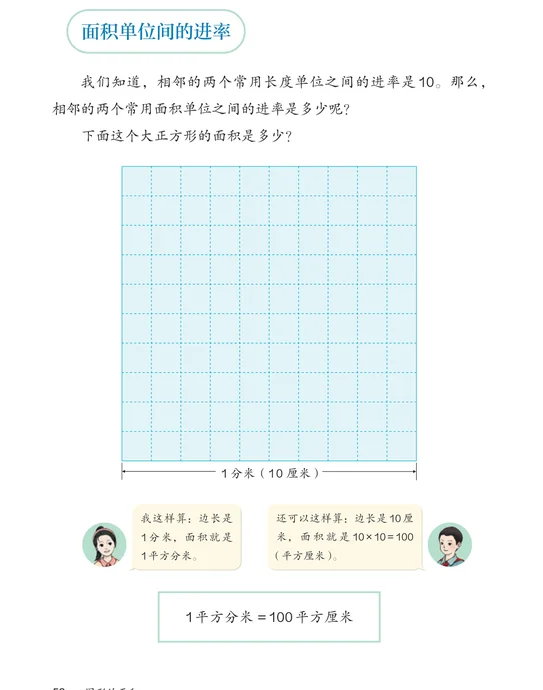 面积单位间的进率
我们知道，相邻的两个常用长度单位之间的进率是10。那么，
相邻的两个常用面积单位之间的进率是多少呢？
下面这个大正方形的面积是多少？
1分米（10厘米）
我这样算：边长是
1分米，面积就是
1平方分米。
还可以这样算：边长是10厘
米，面积就是10×10=100
（平方厘米）。
1平方分米=100平方厘米